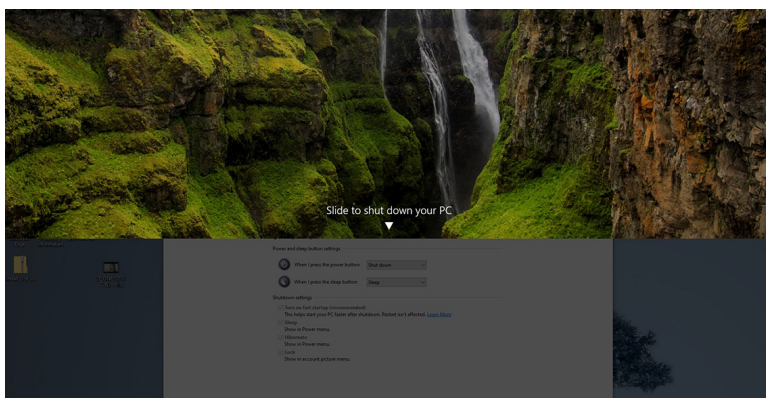 Slide to shut down your PC
Power and sleep button settings
When I press the power button: Shut down
When I press the sleep button: Sleep
Shutdown settings
Turn on fast startup (recommended)
This helps start your PC faster after shutdown. Restart isn't affected. Learn More
Sleep
Show in Power menu.
Hibernate
Show in Power menu.
Lock
Show in account picture menu.